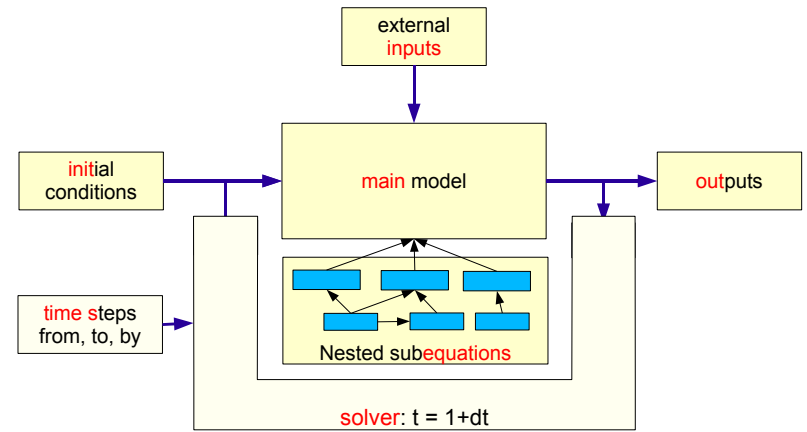 external
inputs
initial
conditions
main model
outputs
time steps
from, to, by
Nested subequations
solver: t = 1+dt